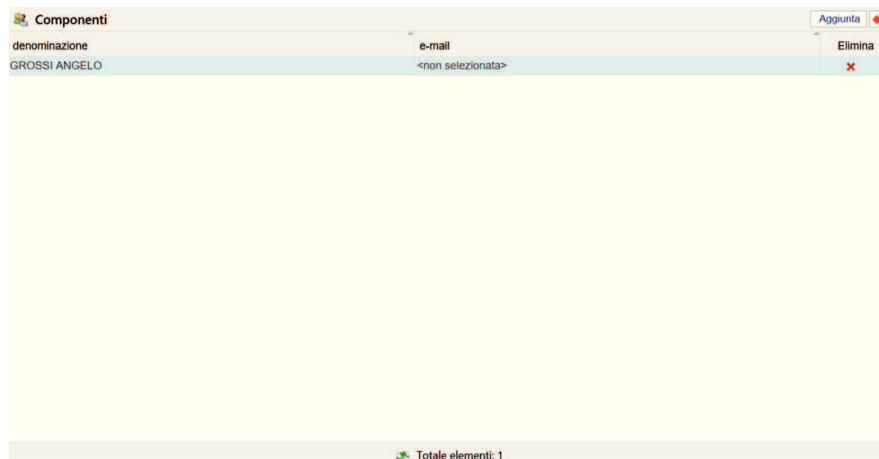 Componenti Aggiunta
denominazione e-mail Elimina
GROSSI ANGELO <non selezionata>
Totale elementi: 1